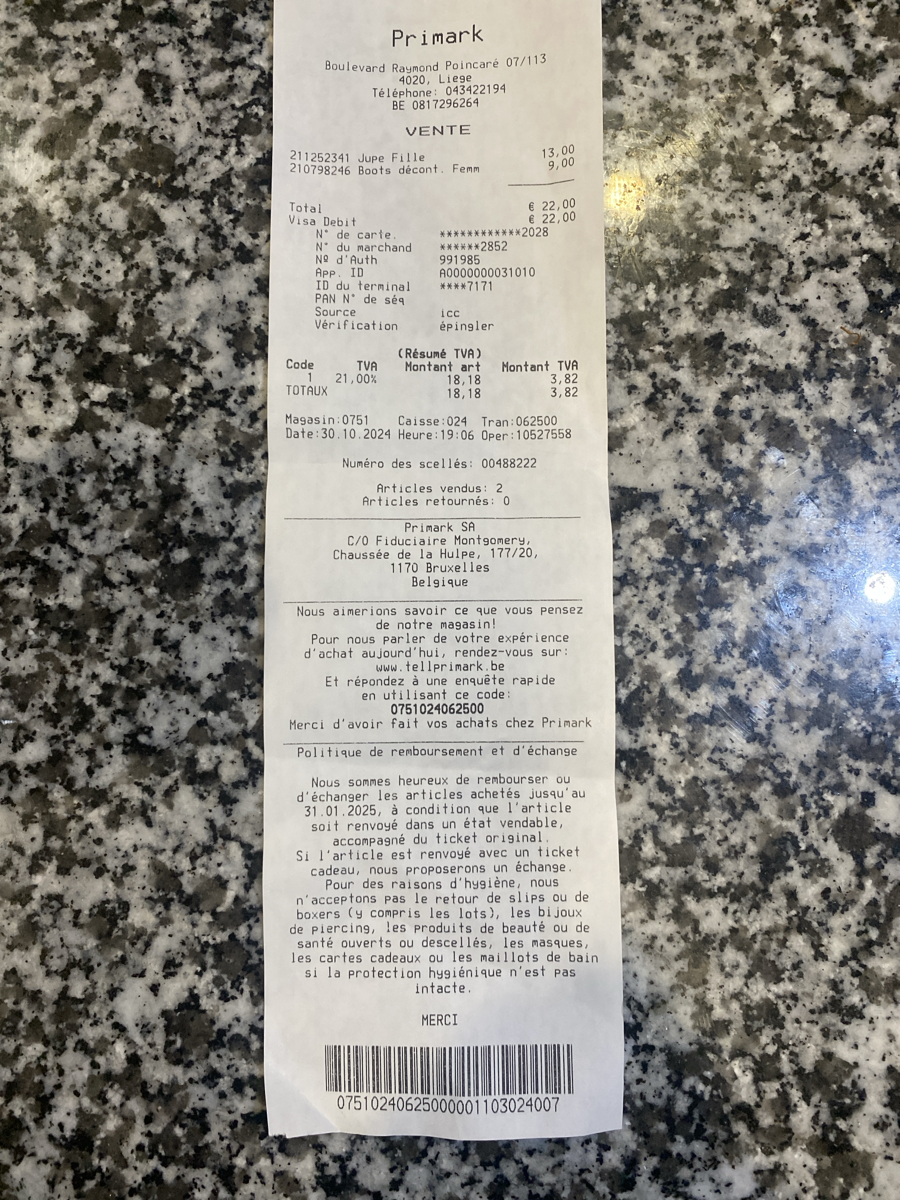 Primark
Boulevard Raymond Poincaré 07/113
4020, Liege
Téléphone: 043422194
BE 0817296264
VENTE
211252341 Jupe Fille 13,00
210798246 Boots décont. Femm 9,00
Total € 22,00
Visa Debit € 22,00
N° de carte. ************2028
N° du marchand ******2852
Nº d'Auth 991985
App. ID A0000000031010
ID du terminal ****7171
PAN N° de séq
Source icc
Vérification épingler
(Résumé TVA)
Code TVA Montant art Montant TVA
1 21,00% 18,18 3,82
TOTAUX 18,18 3,82
Magasin:0751 Caisse:024 Tran:062500
Date:30.10.2024 Heure:19:06 Oper:10527558
Numéro des scellés: 00488222
Articles vendus: 2
Articles retournés: 0
Primark SA
C/O Fiduciaire Montgomery,
Chaussée de la Hulpe, 177/20,
1170 Bruxelles
Belgique
Nous aimerions savoir ce que vous pensez
de notre magasin!
Pour nous parler de votre expérience
d'achat aujourd'hui, rendez-vous sur:
www.tellprimark.be
Et répondez à une enquête rapide
en utilisant ce code:
0751024062500
Merci d'avoir fait vos achats chez Primark
Politique de remboursement et d'échange
Nous sommes heureux de rembourser ou
d'échanger les articles achetés jusqu'au
31.01.2025, à condition que l'article
soit renvoyé dans un état vendable,
accompagné du ticket original.
Si l'article est renvoyé avec un ticket
cadeau, nous proposerons un échange.
Pour des raisons d'hygiène, nous
n'acceptons pas le retour de slips ou de
boxers (y compris les lots), les bijoux
de piercing, les produits de beauté ou de
santé ouverts ou descellés, les masques,
les cartes cadeaux ou les maillots de bain
si la protection hygiénique n'est pas
intacte.
MERCI
0751024062500001103024007